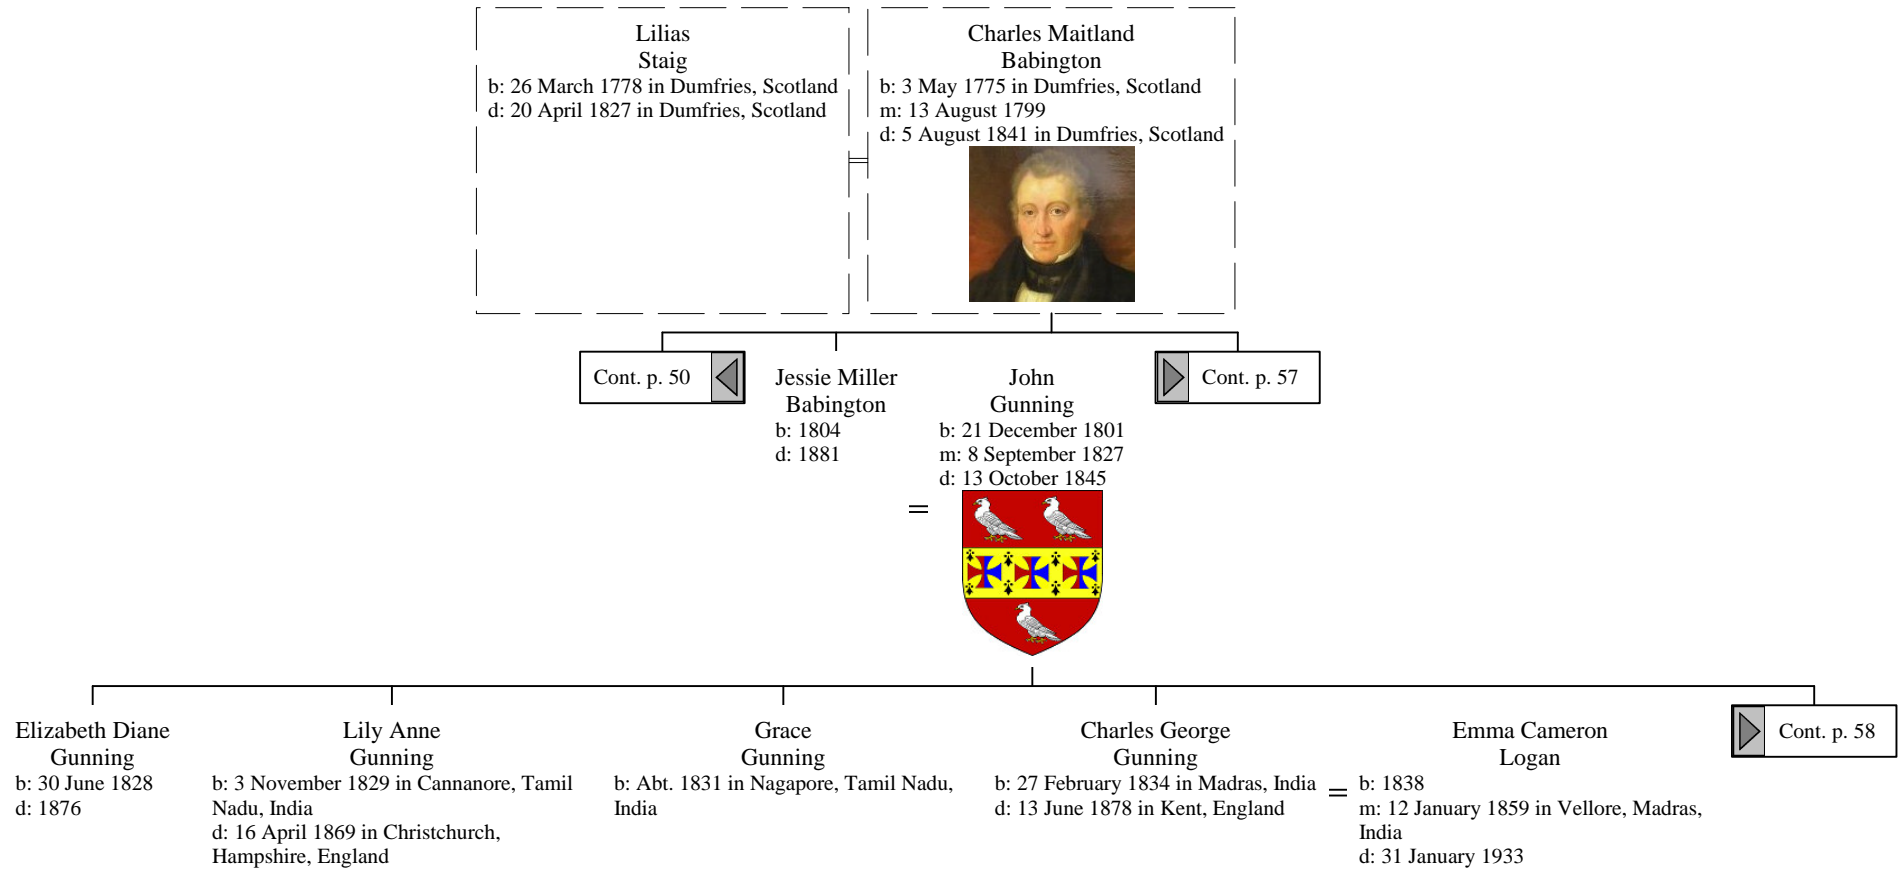 Lilias
Staig
b: 26 March 1778 in Dumfries, Scotland
d: 20 April 1827 in Dumfries, Scotland
Charles Maitland
Babington
b: 3 May 1775 in Dumfries, Scotland
m: 13 August 1799
d: 5 August 1841 in Dumfries, Scotland
=
Cont. p. 50
Jessie Miller
Babington
b: 1804
d: 1881
=
John
Gunning
b: 21 December 1801
m: 8 September 1827
d: 13 October 1845
Cont. p. 57
Elizabeth Diane
Gunning
b: 30 June 1828
d: 1876
Lily Anne
Gunning
b: 3 November 1829 in Cannanore, Tamil
Nadu, India
d: 16 April 1869 in Christchurch,
Hampshire, England
Grace
Gunning
b: Abt. 1831 in Nagapore, Tamil Nadu,
India
Charles George
Gunning
b: 27 February 1834 in Madras, India
d: 13 June 1878 in Kent, England
=
Emma Cameron
Logan
b: 1838
m: 12 January 1859 in Vellore, Madras,
India
d: 31 January 1933
Cont. p. 58